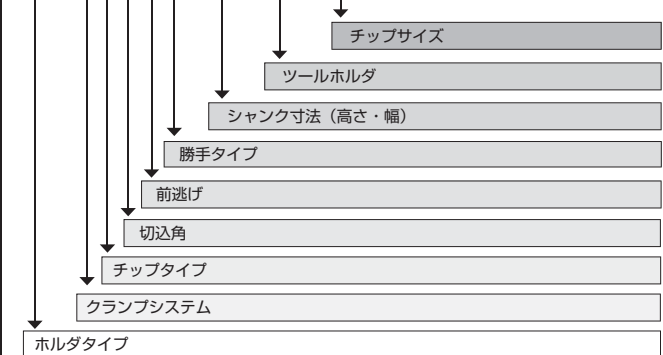 チップサイズ
ツールホルダ
シャンク寸法（高さ・幅）
勝手タイプ
前逃げ
切込角
チップタイプ
クランプシステム
ホルダタイプ